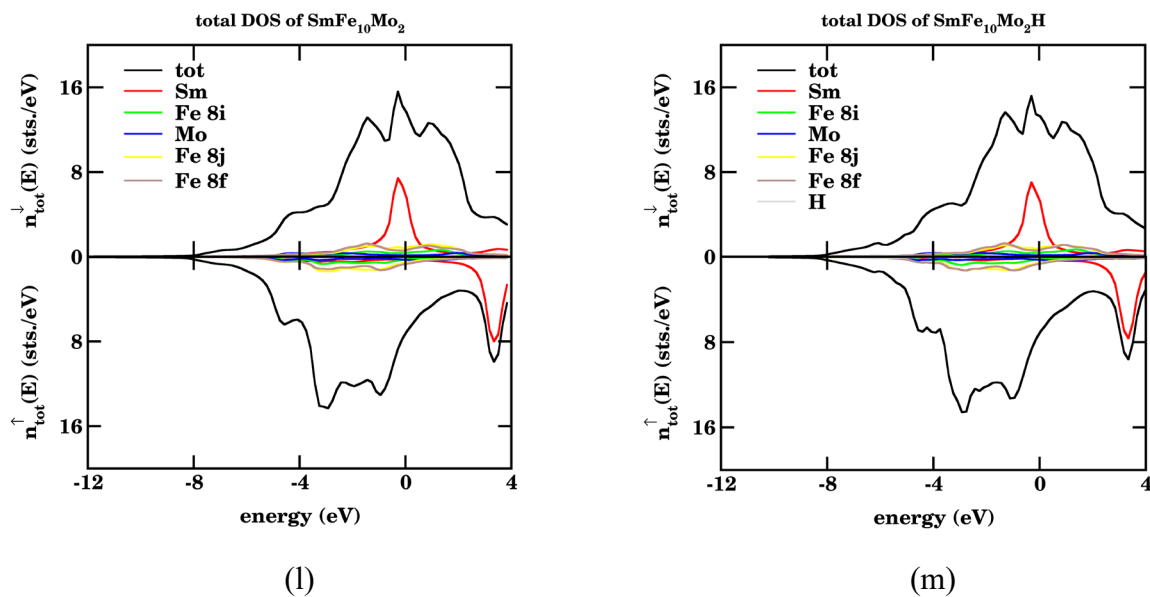 total DOS of SmFe₁₀Mo₂
n↓tot(E) (sts./eV)
n↑tot(E) (sts./eV)
16
8
0
8
16
tot
Sm
Fe 8i
Mo
Fe 8j
Fe 8f
-12
-8
-4
0
4
energy (eV)
(l)
total DOS of SmFe₁₀Mo₂H
n↓tot(E) (sts./eV)
n↑tot(E) (sts./eV)
16
8
0
8
16
tot
Sm
Fe 8i
Mo
Fe 8j
Fe 8f
H
-12
-8
-4
0
4
energy (eV)
(m)